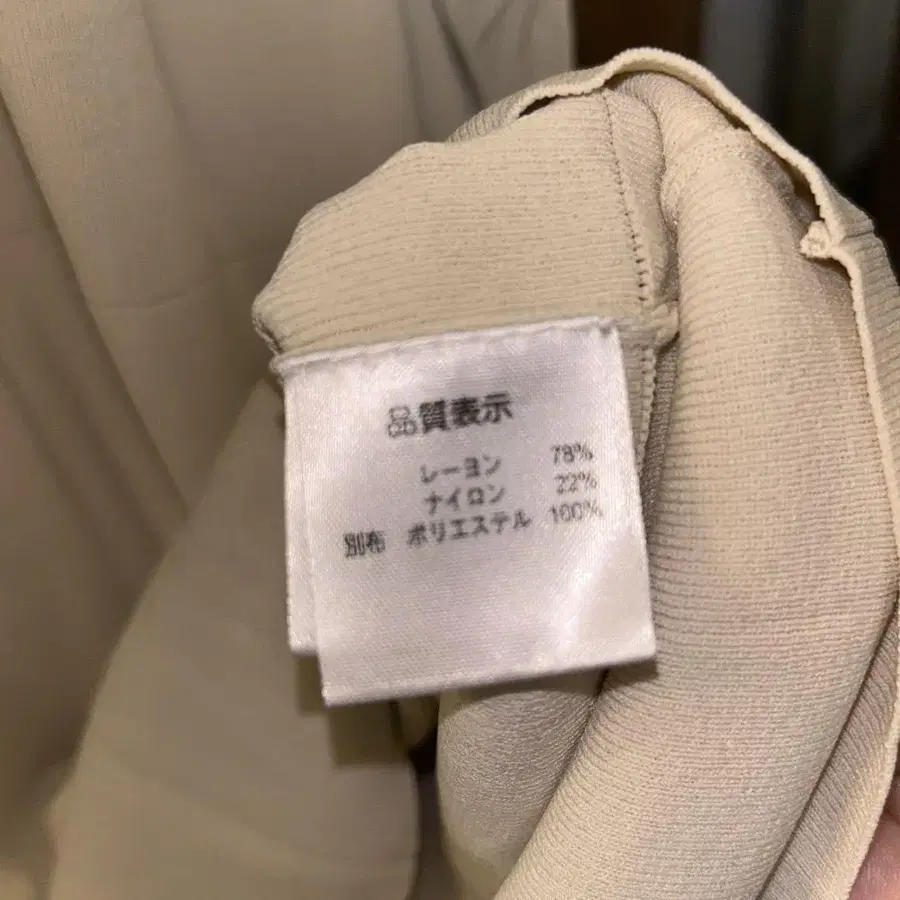 品質表示
レーヨン 78%
ナイロン 22%
別布 ポリエステル 100%